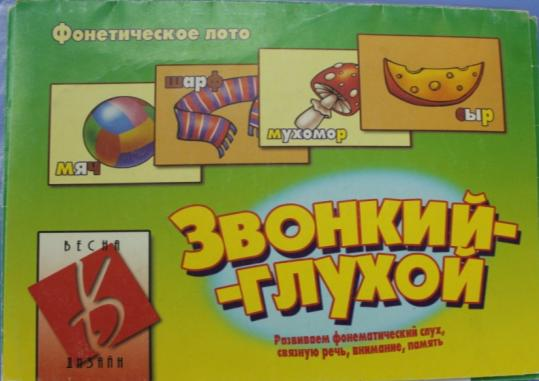 Фонетическое лото
мяч
шарф
мухомор
сыр
ЗВОНКИЙ-
-ГЛУХОЙ
Развиваем фонематический слух,
связную речь, внимание, память
ВЕСНА
ДИЗАЙН